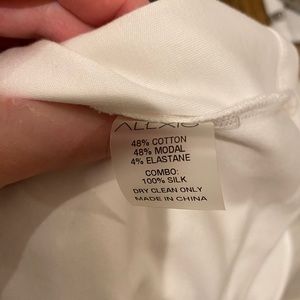 ALEXIS
48% COTTON
48% MODAL
4% ELASTANE
COMBO:
100% SILK
DRY CLEAN ONLY
MADE IN CHINA